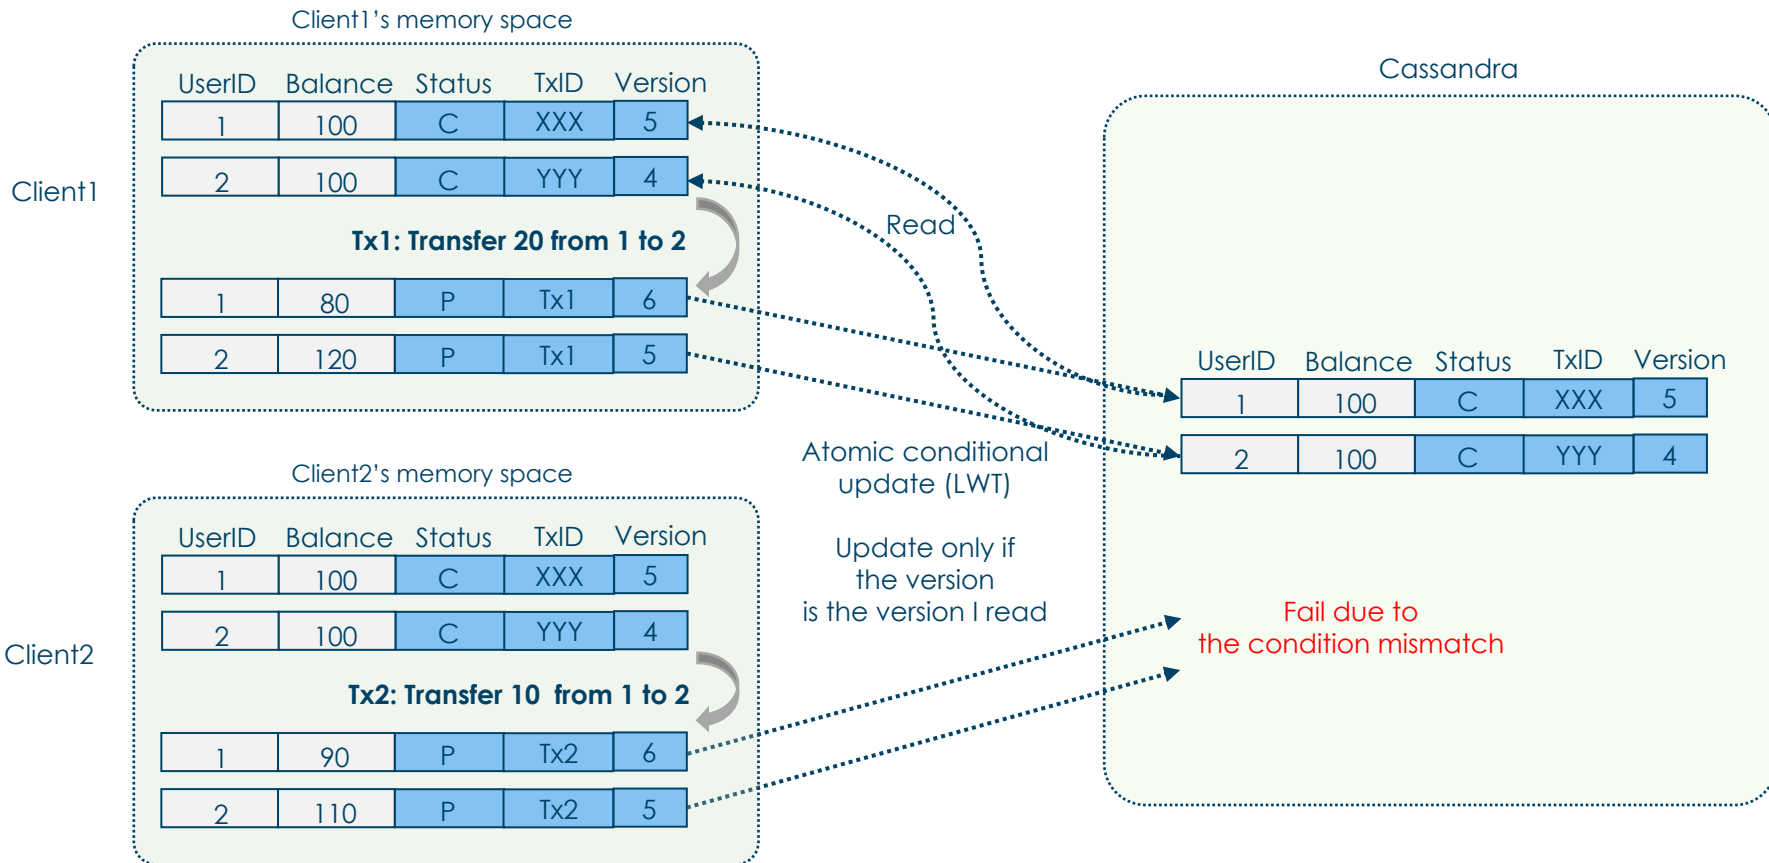 Client1's memory space
UserID Balance Status TxID Version
1 100 C XXX 5
2 100 C YYY 4
Client1
Tx1: Transfer 20 from 1 to 2
1 80 P Tx1 6
2 120 P Tx1 5
Read
Cassandra
UserID Balance Status TxID Version
1 100 C XXX 5
2 100 C YYY 4
Atomic conditional
update (LWT)
Update only if
the version
is the version I read
Fail due to
the condition mismatch
Client2's memory space
UserID Balance Status TxID Version
1 100 C XXX 5
2 100 C YYY 4
Client2
Tx2: Transfer 10 from 1 to 2
1 90 P Tx2 6
2 110 P Tx2 5